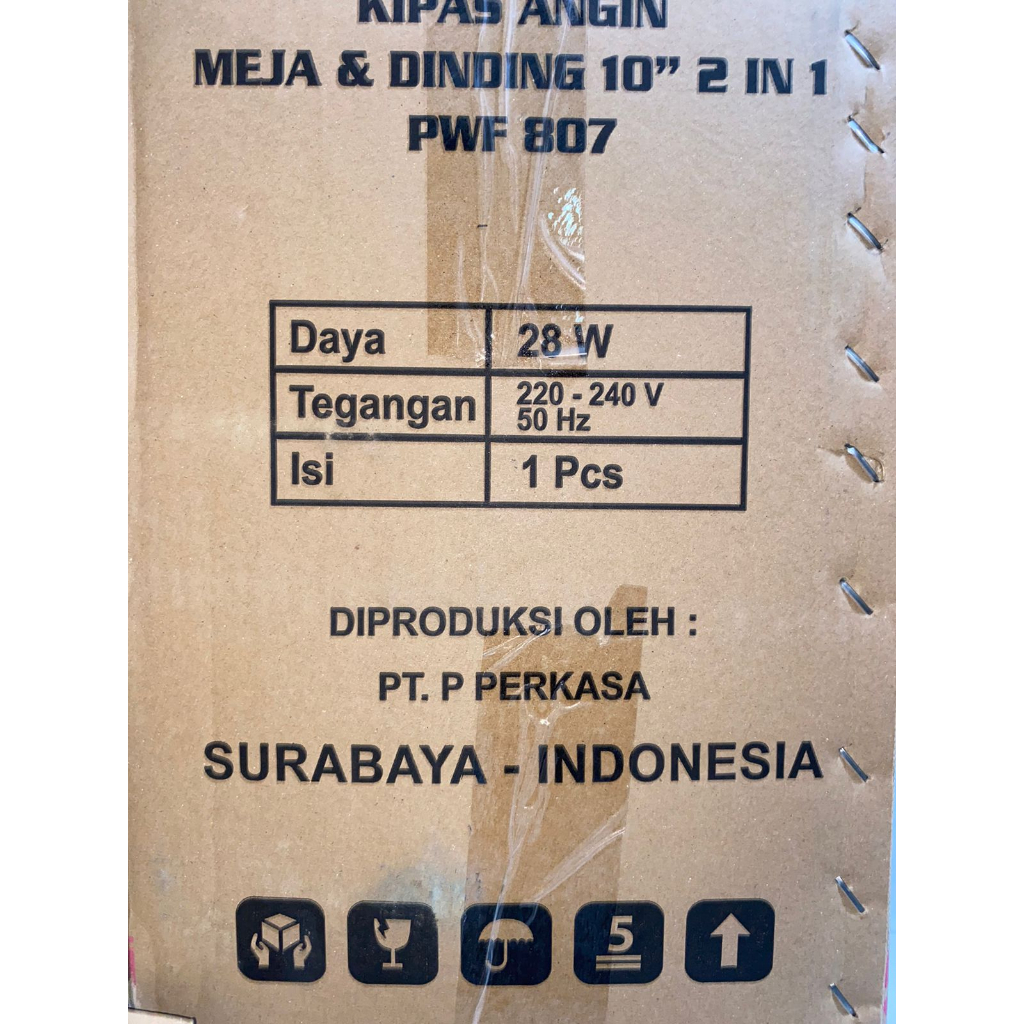 KIPAS ANGIN
MEJA & DINDING 10” 2 IN 1
PWF 807
Daya 28 W
Tegangan 220 - 240 V
50 Hz
Isi 1 Pcs
DIPRODUKSI OLEH :
PT. P PERKASA
SURABAYA - INDONESIA
5